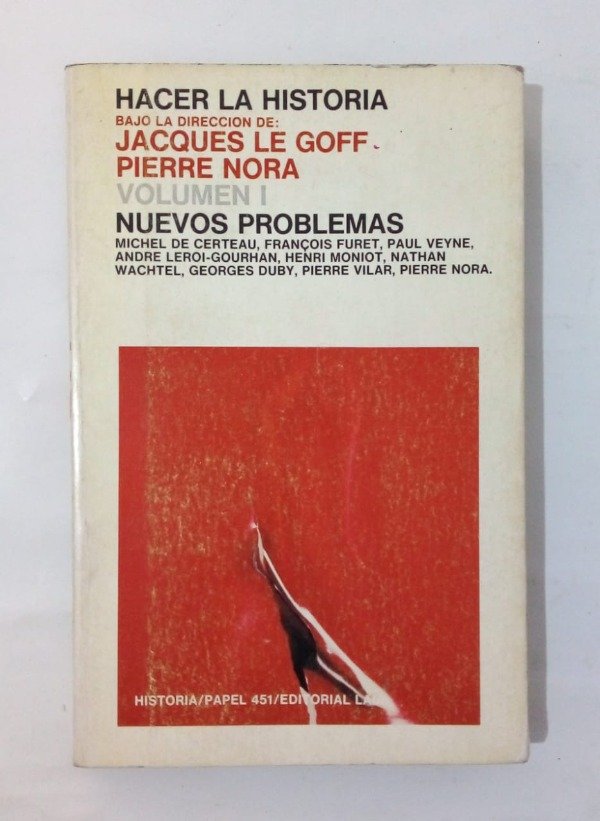 HACER LA HISTORIA
BAJO LA DIRECCION DE:
JACQUES LE GOFF
PIERRE NORA
VOLUMEN I
NUEVOS PROBLEMAS
MICHEL DE CERTEAU, FRANÇOIS FURET, PAUL VEYNE,
ANDRE LEROI-GOURHAN, HENRI MONIOT, NATHAN
WACHTEL, GEORGES DUBY, PIERRE VILAR, PIERRE NORA.
HISTORIA/PAPEL 451/EDITORIAL